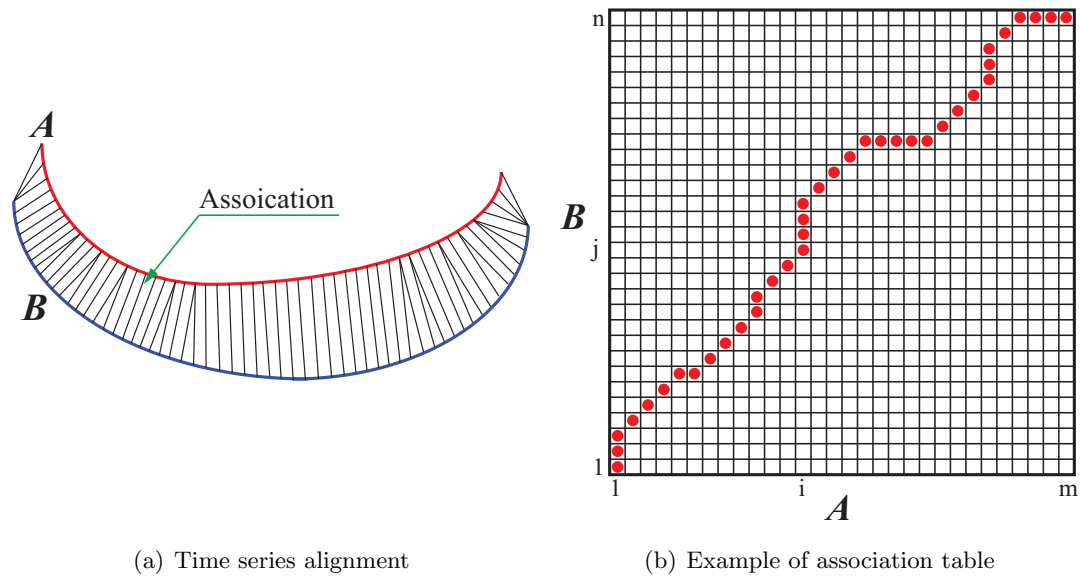 A
Assoication
B
n
B
j
1
1 i m
A
(a) Time series alignment
(b) Example of association table